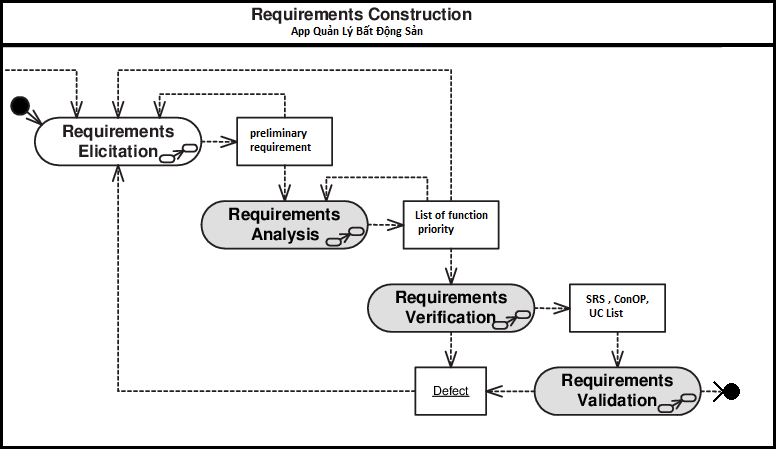 Requirements Construction
App Quản Lý Bất Động Sản
Requirements
Elicitation
preliminary
requirement
Requirements
Analysis
List of function
priority
Requirements
Verification
SRS , ConOP,
UC List
Defect
Requirements
Validation